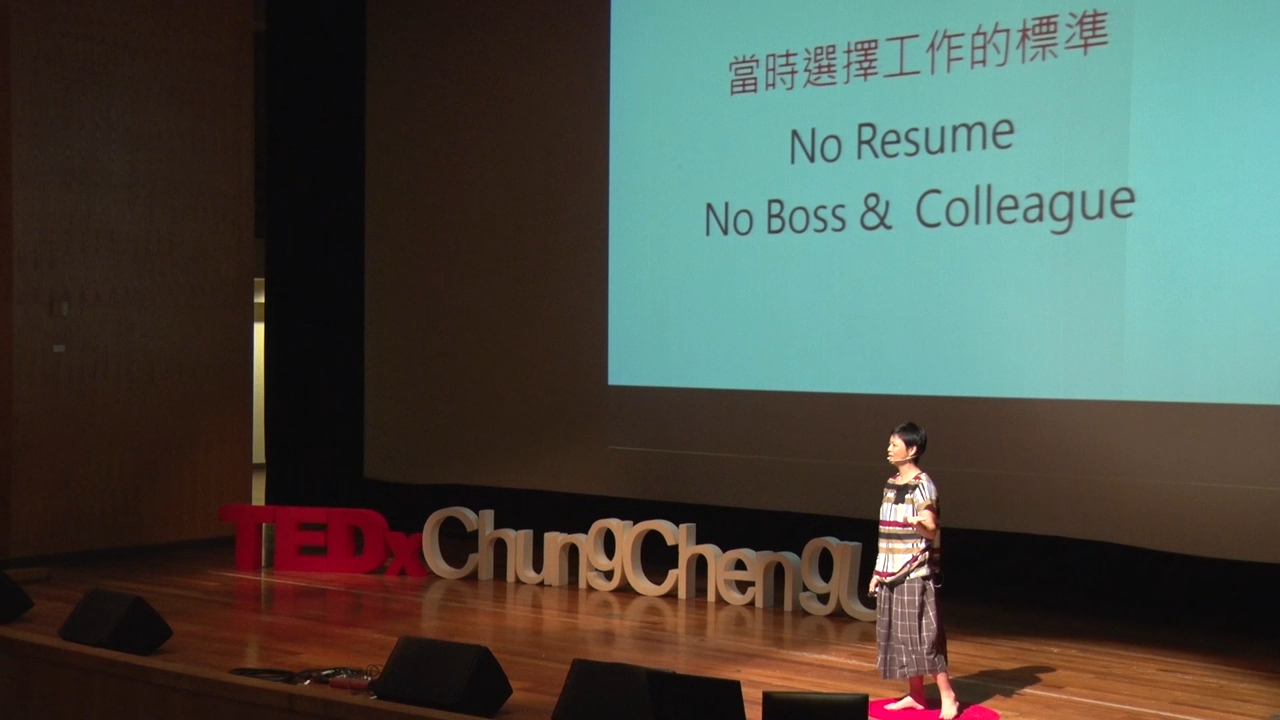 當時選擇工作的標準
No Resume
No Boss & Colleague
TEDxChungChengU